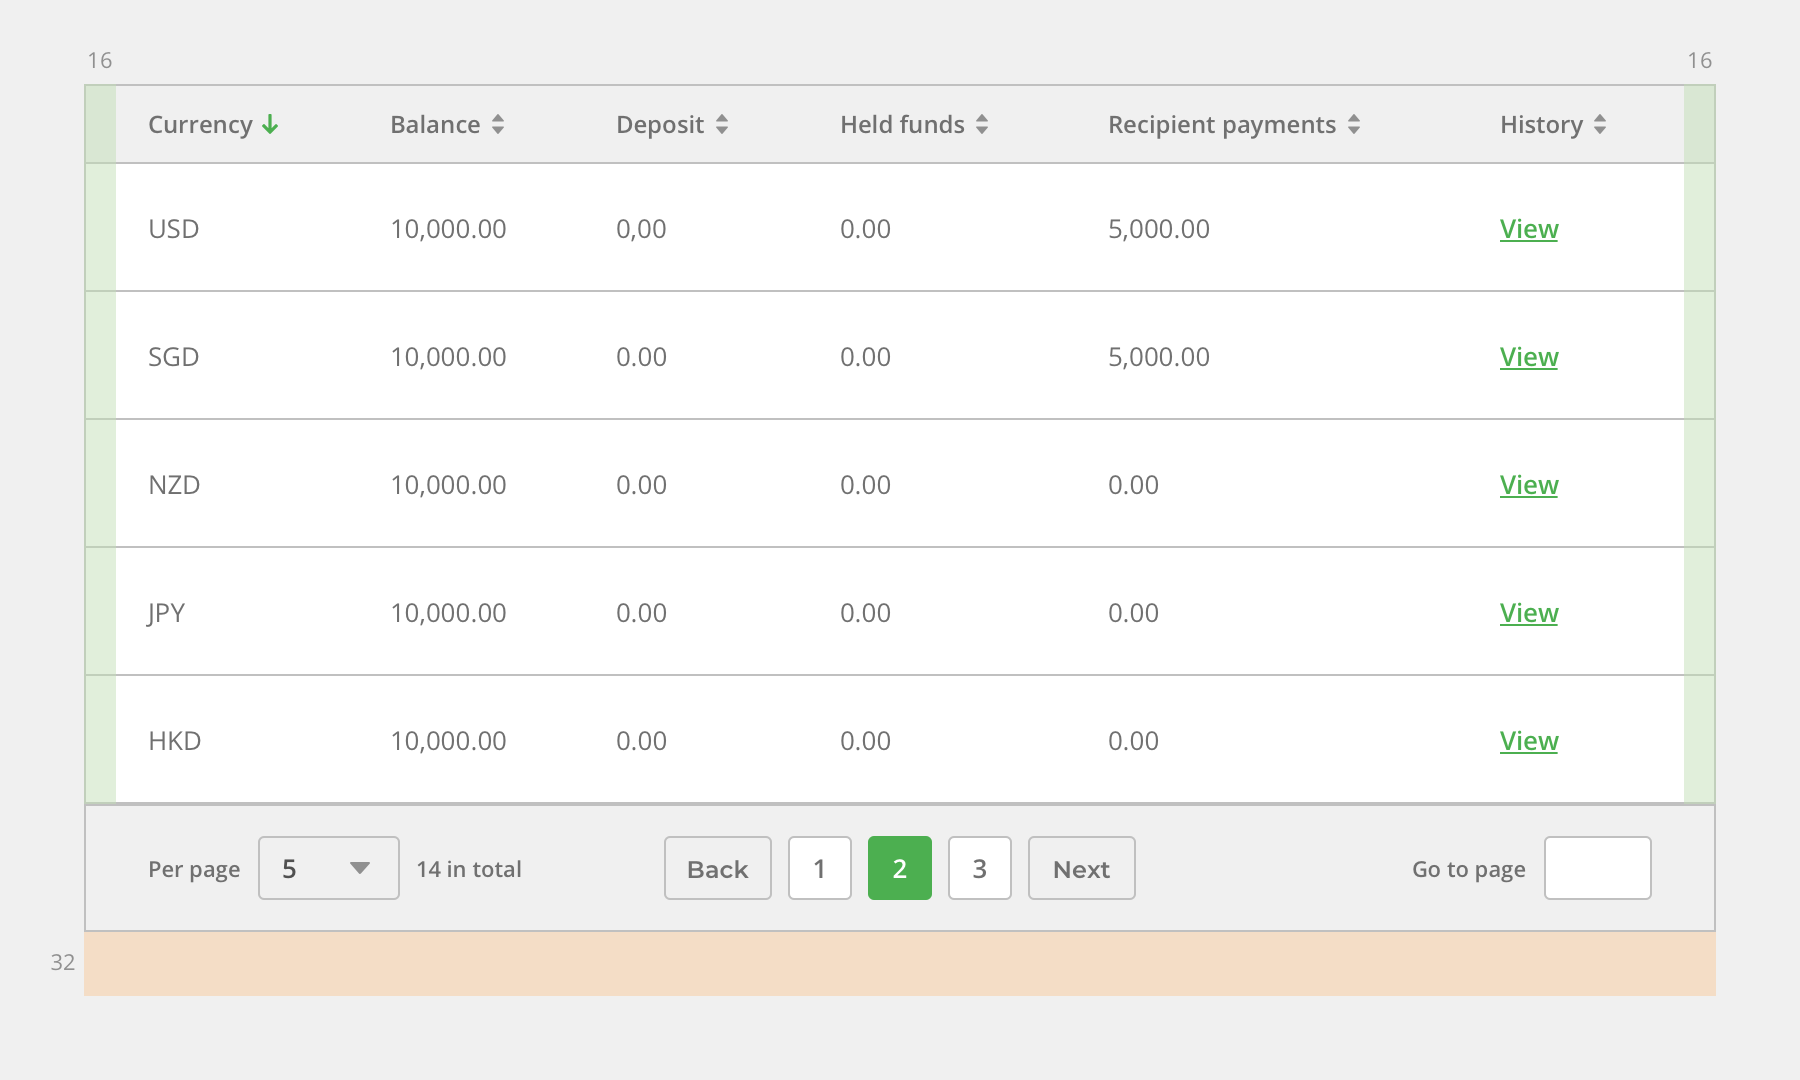 16 16
Currency Balance Deposit Held funds Recipient payments History
USD 10,000.00 0,00 0.00 5,000.00 View
SGD 10,000.00 0.00 0.00 5,000.00 View
NZD 10,000.00 0.00 0.00 0.00 View
JPY 10,000.00 0.00 0.00 0.00 View
HKD 10,000.00 0.00 0.00 0.00 View
Per page 5 14 in total Back 1 2 3 Next Go to page
32